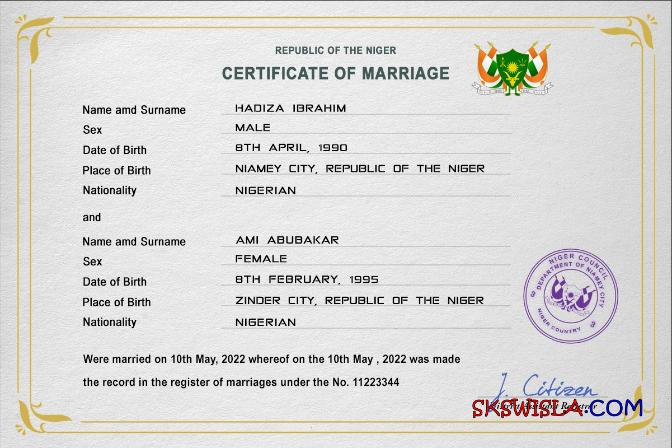 REPUBLIC OF THE NIGER
CERTIFICATE OF MARRIAGE
Name amd Surname HADIZA IBRAHIM
Sex MALE
Date of Birth 8TH APRIL, 1990
Place of Birth NIAMEY CITY, REPUBLIC OF THE NIGER
Nationality NIGERIAN
and
Name amd Surname AMI ABUBAKAR
Sex FEMALE
Date of Birth 8TH FEBRUARY, 1995
Place of Birth ZINDER CITY, REPUBLIC OF THE NIGER
Nationality NIGERIAN
NIGER COUNCIL
DEPARTMENT OF NIAMEY CITY
NIGER COUNTRY
Were married on 10th May, 2022 whereof on the 10th May , 2022 was made
the record in the register of marriages under the No. 11223344
J. Citizen
SKSWISLA.COM